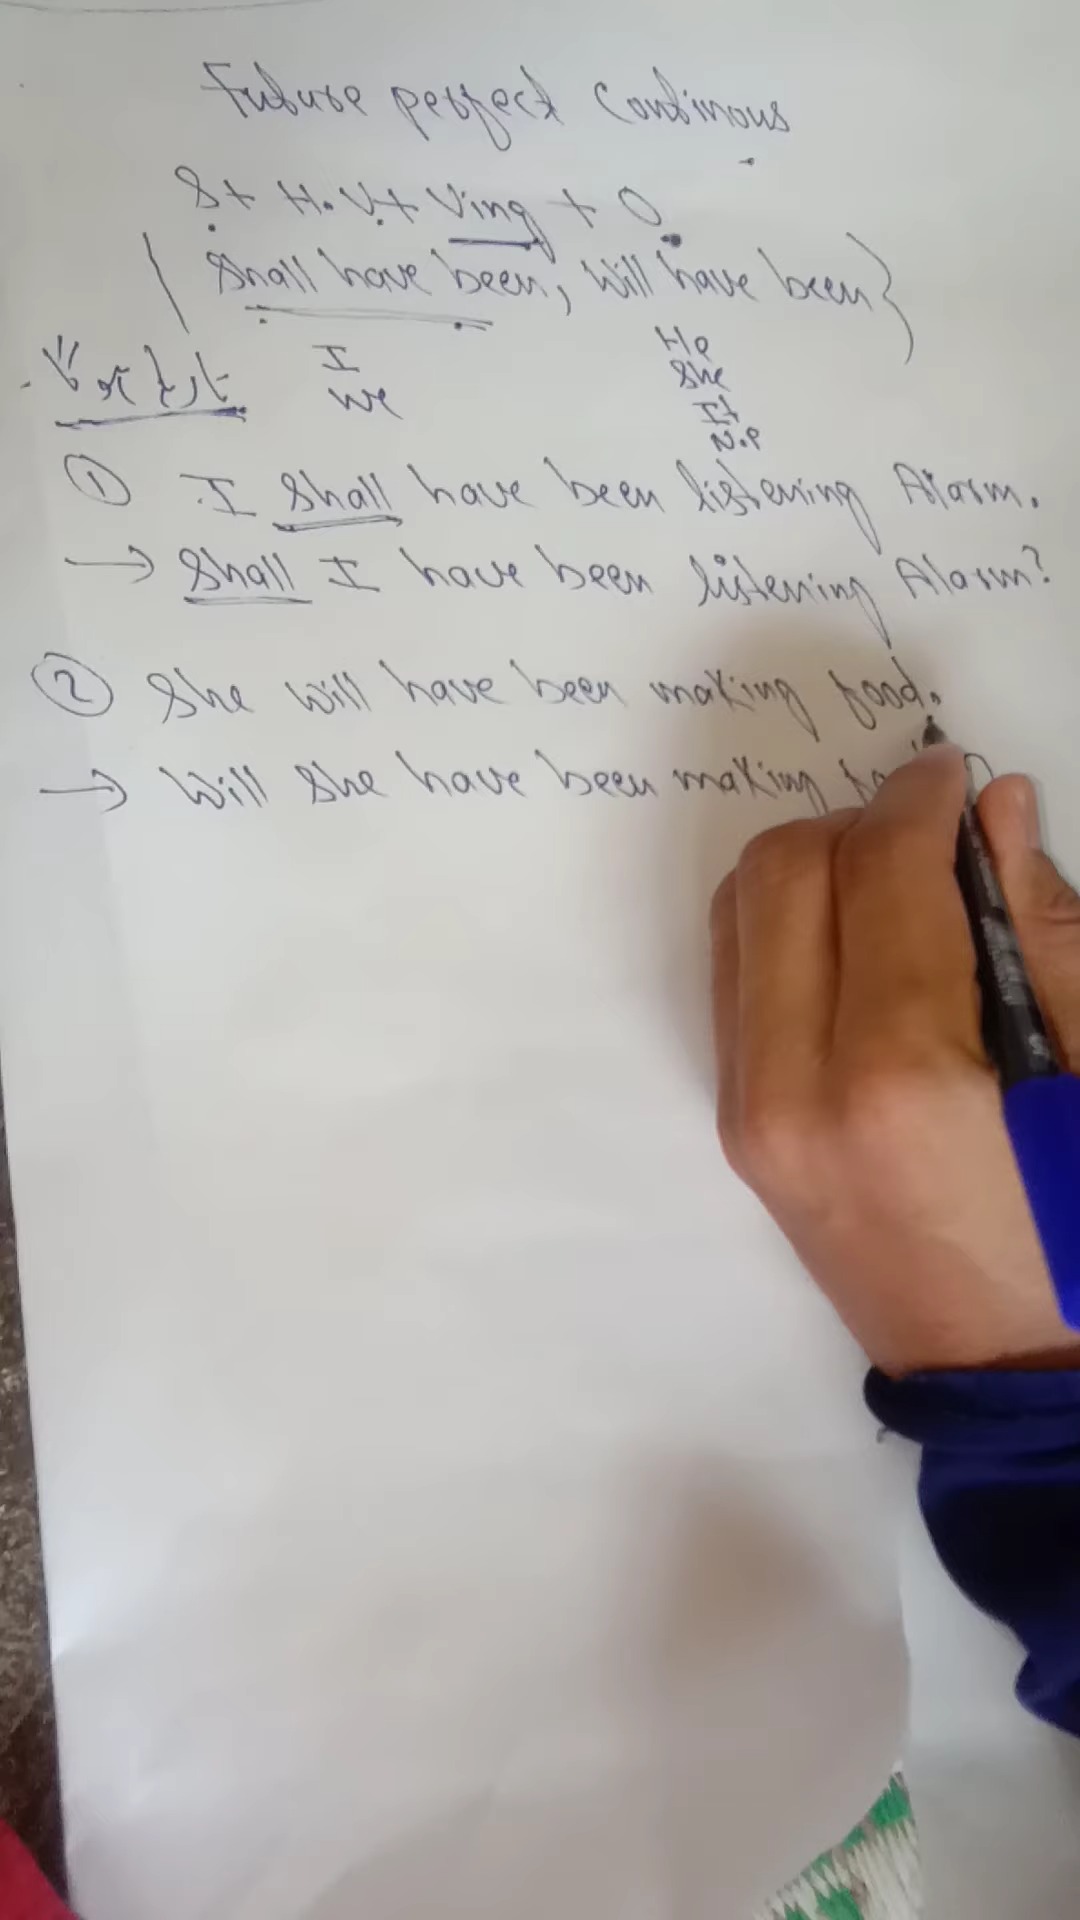 Future perfect Continous
S + H.V. + Ving + O
{ Shall have been, Will have been }
I
We
He
She
It
N.P
① I Shall have been listening Alarm.
→ Shall I have been listening Alarm?
② She will have been making food.
→ Will She have been making